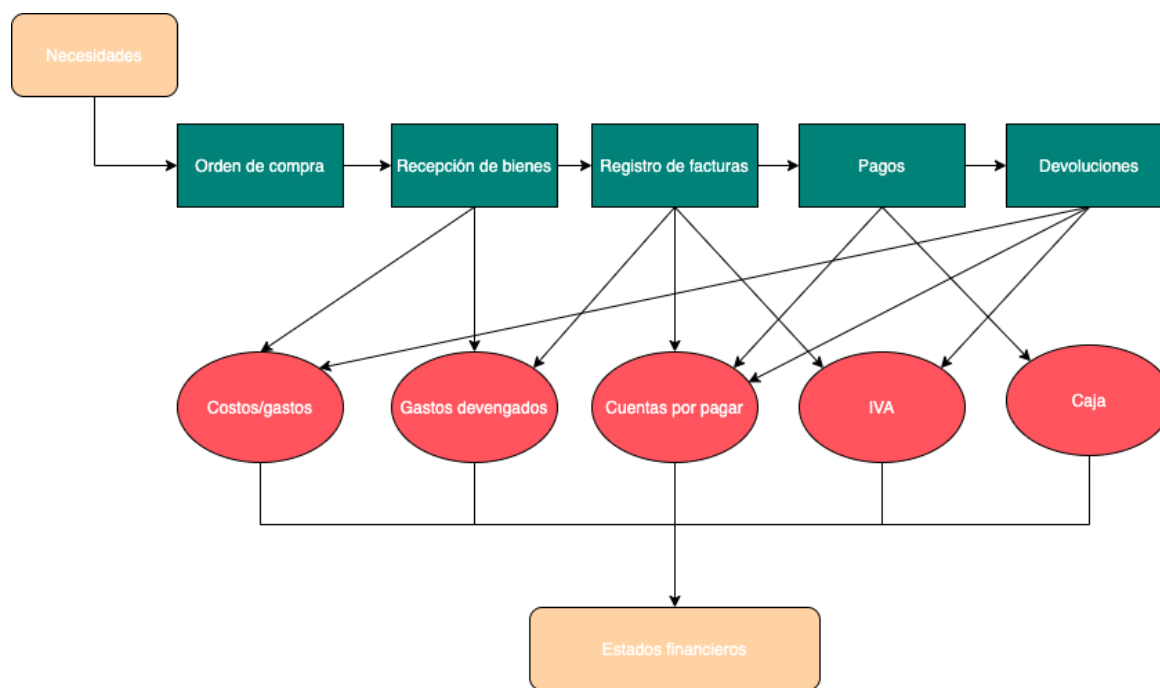 Necesidades
Orden de compra
Recepción de bienes
Registro de facturas
Pagos
Devoluciones
Costos/gastos
Gastos devengados
Cuentas por pagar
IVA
Caja
Estados financieros